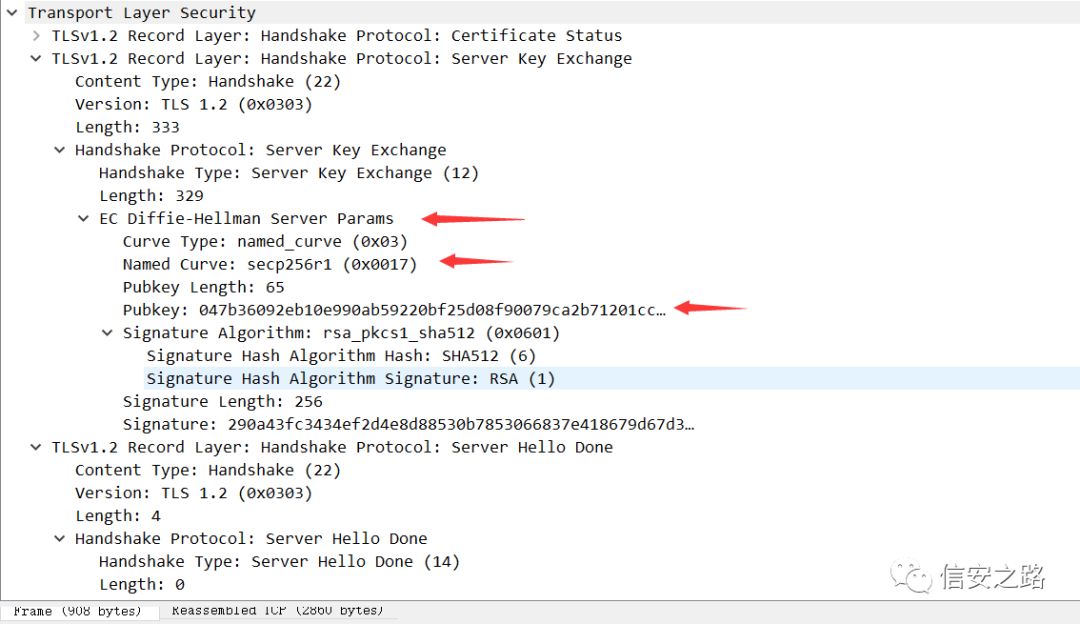 Transport Layer Security
TLSv1.2 Record Layer: Handshake Protocol: Certificate Status
TLSv1.2 Record Layer: Handshake Protocol: Server Key Exchange
Content Type: Handshake (22)
Version: TLS 1.2 (0x0303)
Length: 333
Handshake Protocol: Server Key Exchange
Handshake Type: Server Key Exchange (12)
Length: 329
EC Diffie-Hellman Server Params
Curve Type: named_curve (0x03)
Named Curve: secp256r1 (0x0017)
Pubkey Length: 65
Pubkey: 047b36092eb10e990ab59220bf25d08f90079ca2b71201cc…
Signature Algorithm: rsa_pkcs1_sha512 (0x0601)
Signature Hash Algorithm Hash: SHA512 (6)
Signature Hash Algorithm Signature: RSA (1)
Signature Length: 256
Signature: 290a43fc3434ef2d4e8d88530b7853066837e418679d67d3…
TLSv1.2 Record Layer: Handshake Protocol: Server Hello Done
Content Type: Handshake (22)
Version: TLS 1.2 (0x0303)
Length: 4
Handshake Protocol: Server Hello Done
Handshake Type: Server Hello Done (14)
Length: 0
信安之路
Frame (908 bytes) Reassembled TCP (2860 bytes)